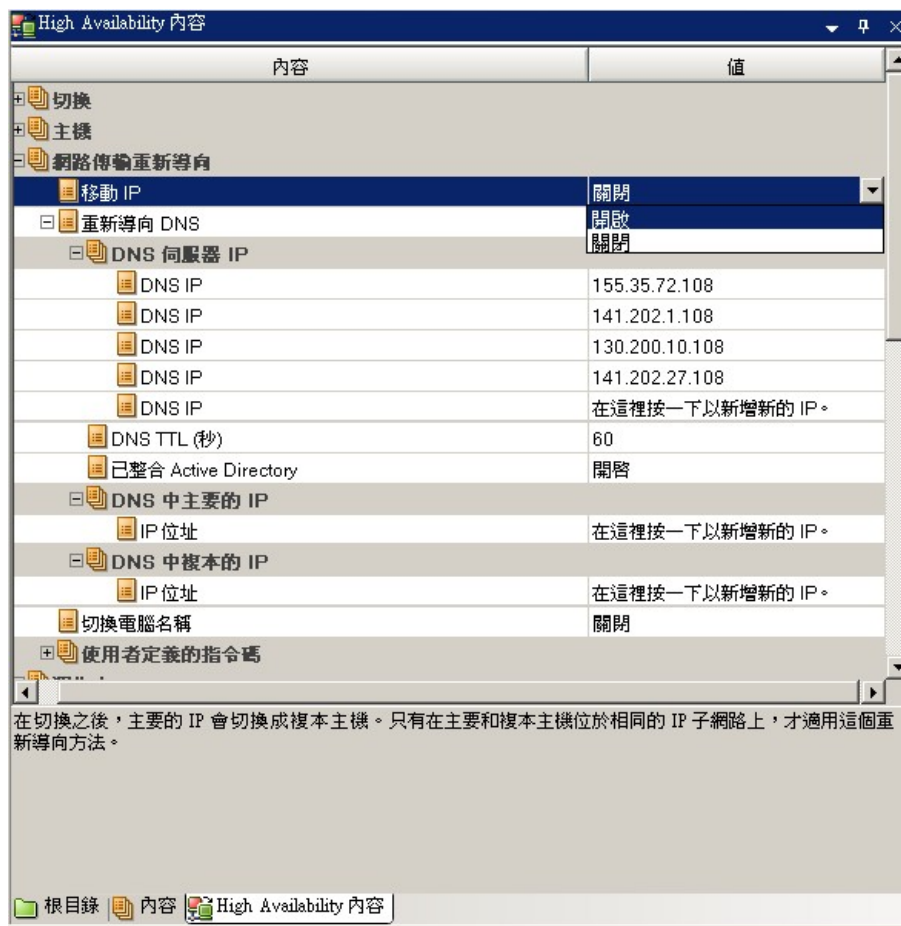 High Availability 內容
內容 值
切換
主機
網路傳輸重新導向
移動 IP 關閉
重新導向 DNS 開啟
關閉
DNS 伺服器 IP
DNS IP 155.35.72.108
DNS IP 141.202.1.108
DNS IP 130.200.10.108
DNS IP 141.202.27.108
DNS IP 在這裡按一下以新增新的 IP。
DNS TTL (秒) 60
已整合 Active Directory 開啓
DNS 中主要的 IP
IP 位址 在這裡按一下以新增新的 IP。
DNS 中複本的 IP
IP 位址 在這裡按一下以新增新的 IP。
切換電腦名稱 關閉
使用者定義的指令碼
在切換之後，主要的 IP 會切換成複本主機。只有在主要和複本主機位於相同的 IP 子網路上，才適用這個重
新導向方法。
根目錄 內容 High Availability 內容